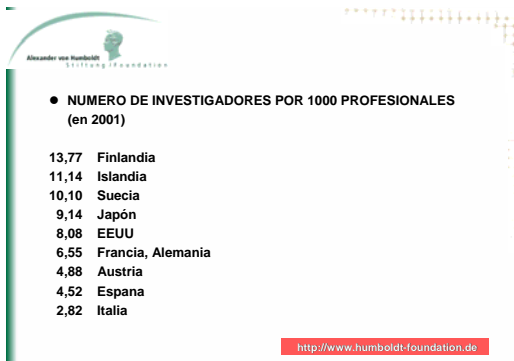 Alexander von Humboldt
Stiftung/Foundation
● NUMERO DE INVESTIGADORES POR 1000 PROFESIONALES
(en 2001)
13,77 Finlandia
11,14 Islandia
10,10 Suecia
9,14 Japón
8,08 EEUU
6,55 Francia, Alemania
4,88 Austria
4,52 Espana
2,82 Italia
http://www.humboldt-foundation.de